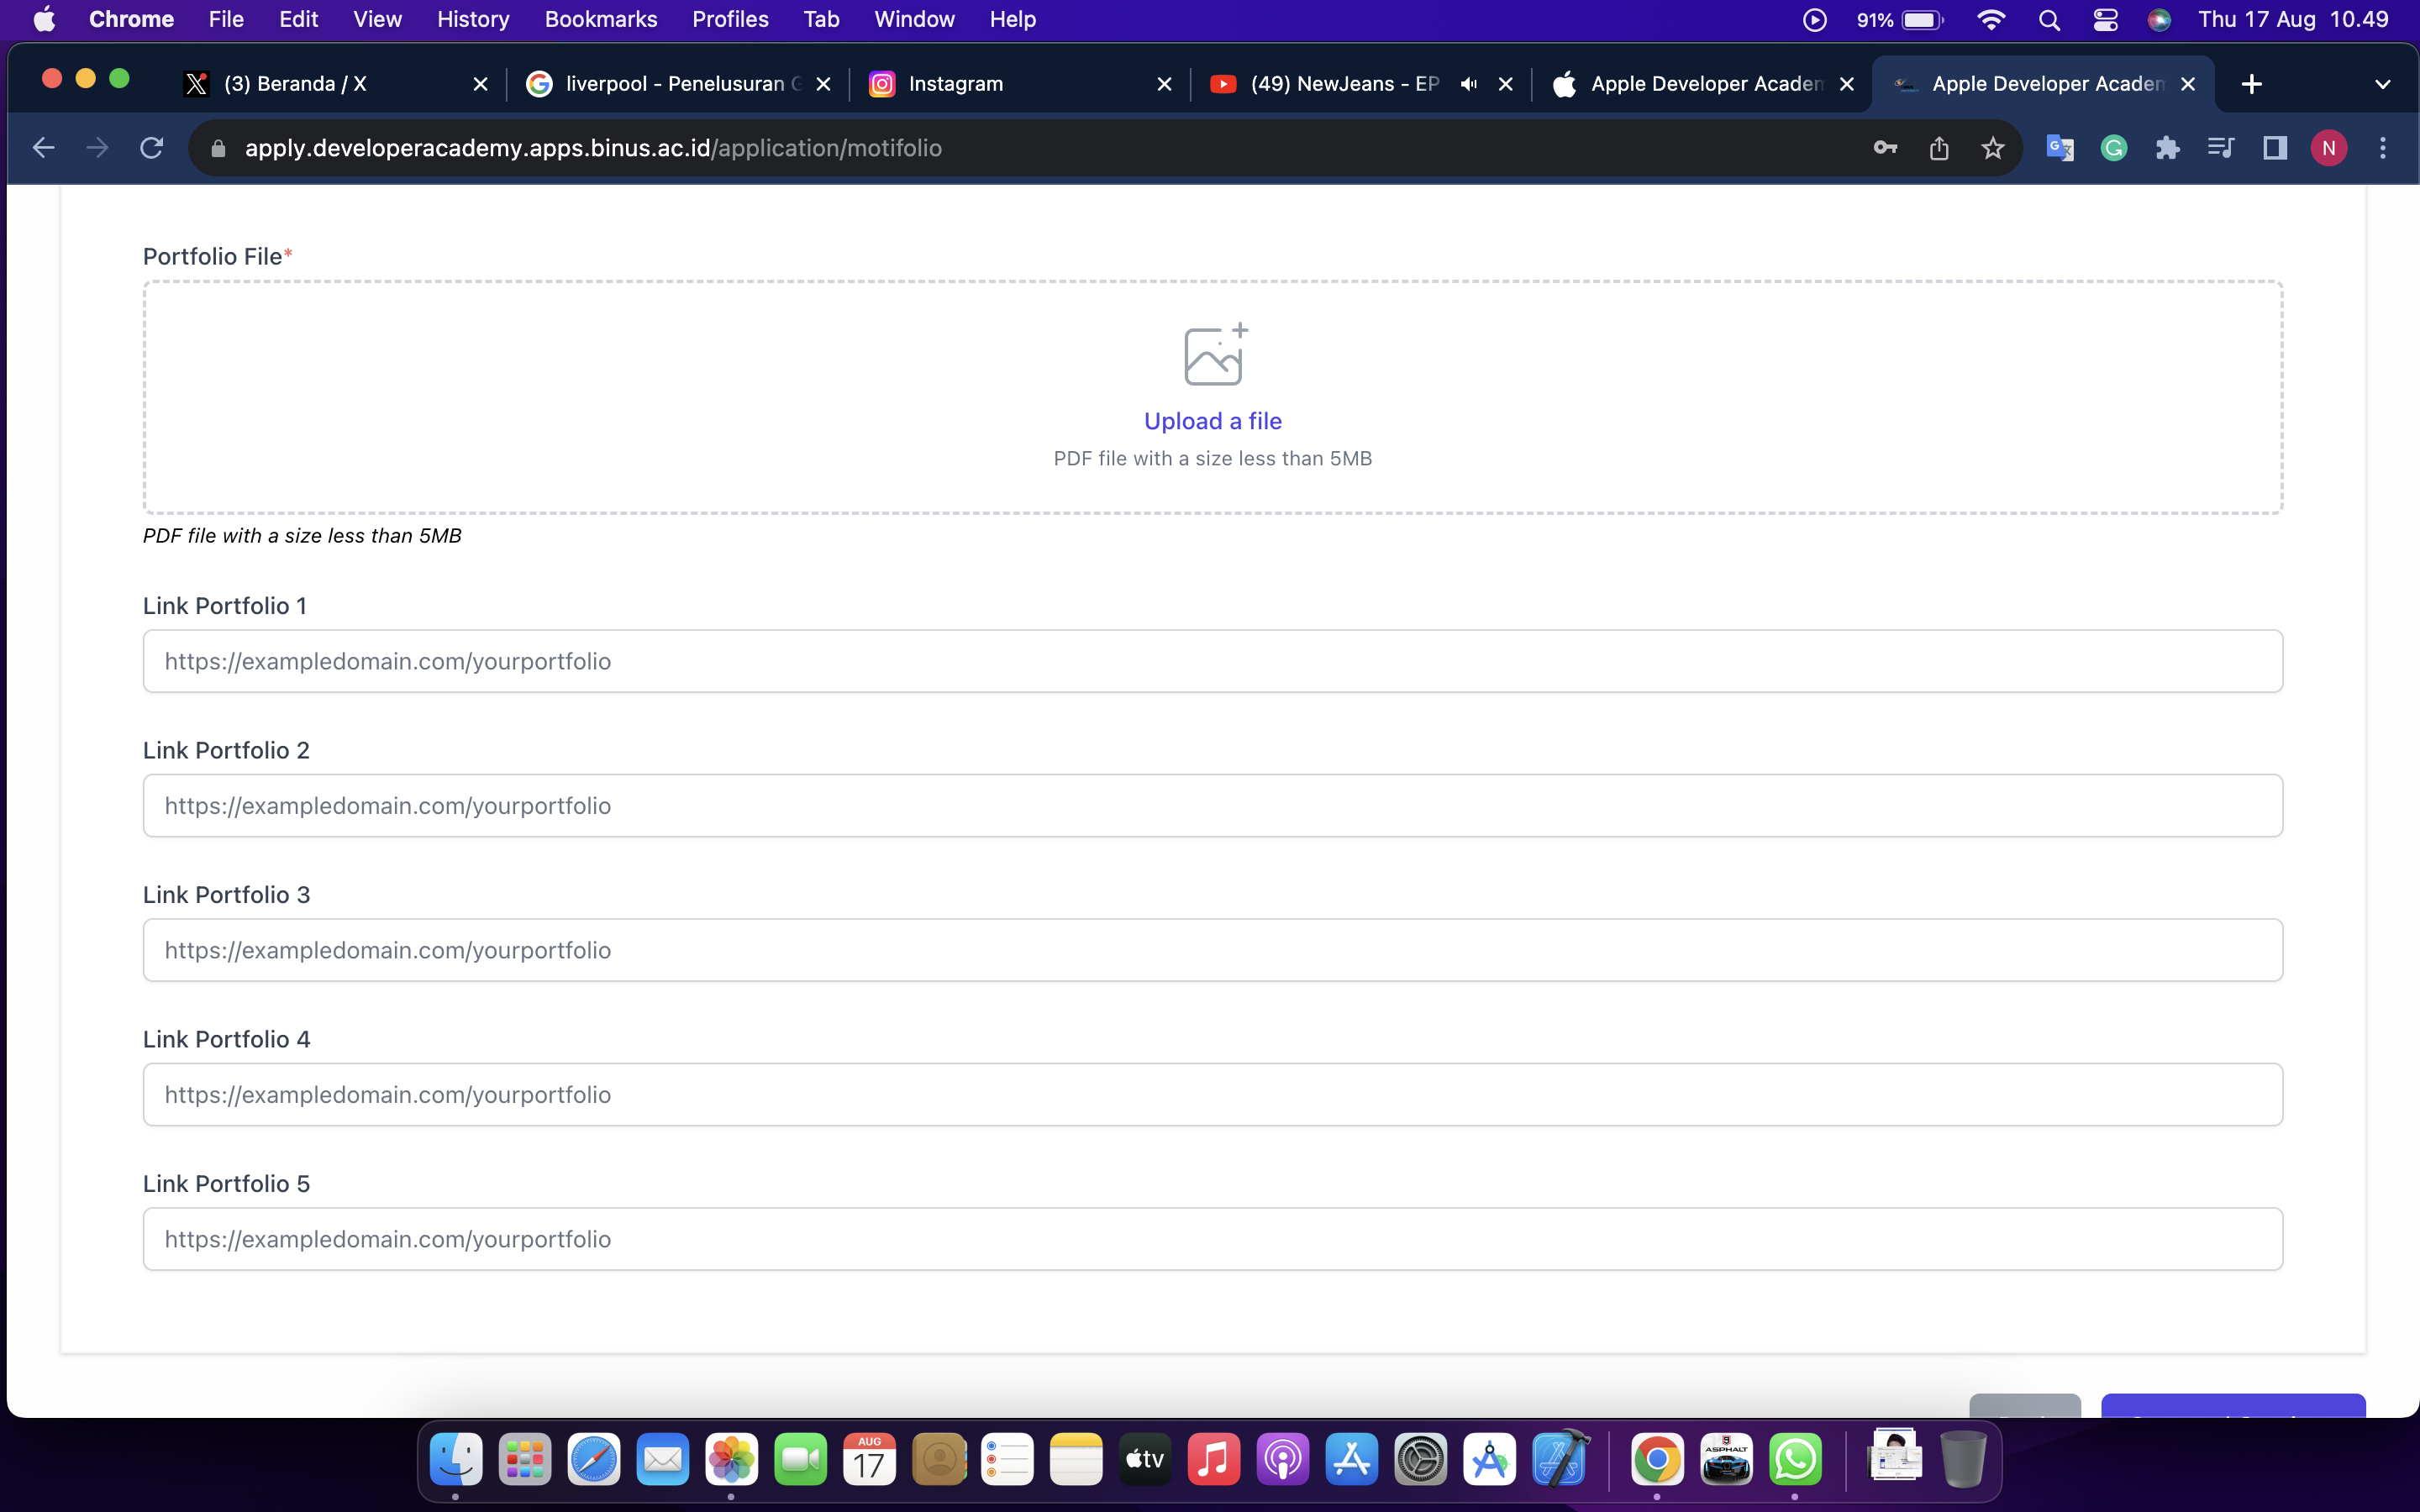 Chrome File Edit View History Bookmarks Profiles Tab Window Help 91% Thu 17 Aug 10.49
(3) Beranda / X liverpool - Penelusuran G Instagram (49) NewJeans - EP Apple Developer Academ Apple Developer Academ
apply.developeracademy.apps.binus.ac.id/application/motifolio N
Portfolio File*
Upload a file
PDF file with a size less than 5MB
PDF file with a size less than 5MB
Link Portfolio 1
https://exampledomain.com/yourportfolio
Link Portfolio 2
https://exampledomain.com/yourportfolio
Link Portfolio 3
https://exampledomain.com/yourportfolio
Link Portfolio 4
https://exampledomain.com/yourportfolio
Link Portfolio 5
https://exampledomain.com/yourportfolio
AUG
17
tv
ASPHALT